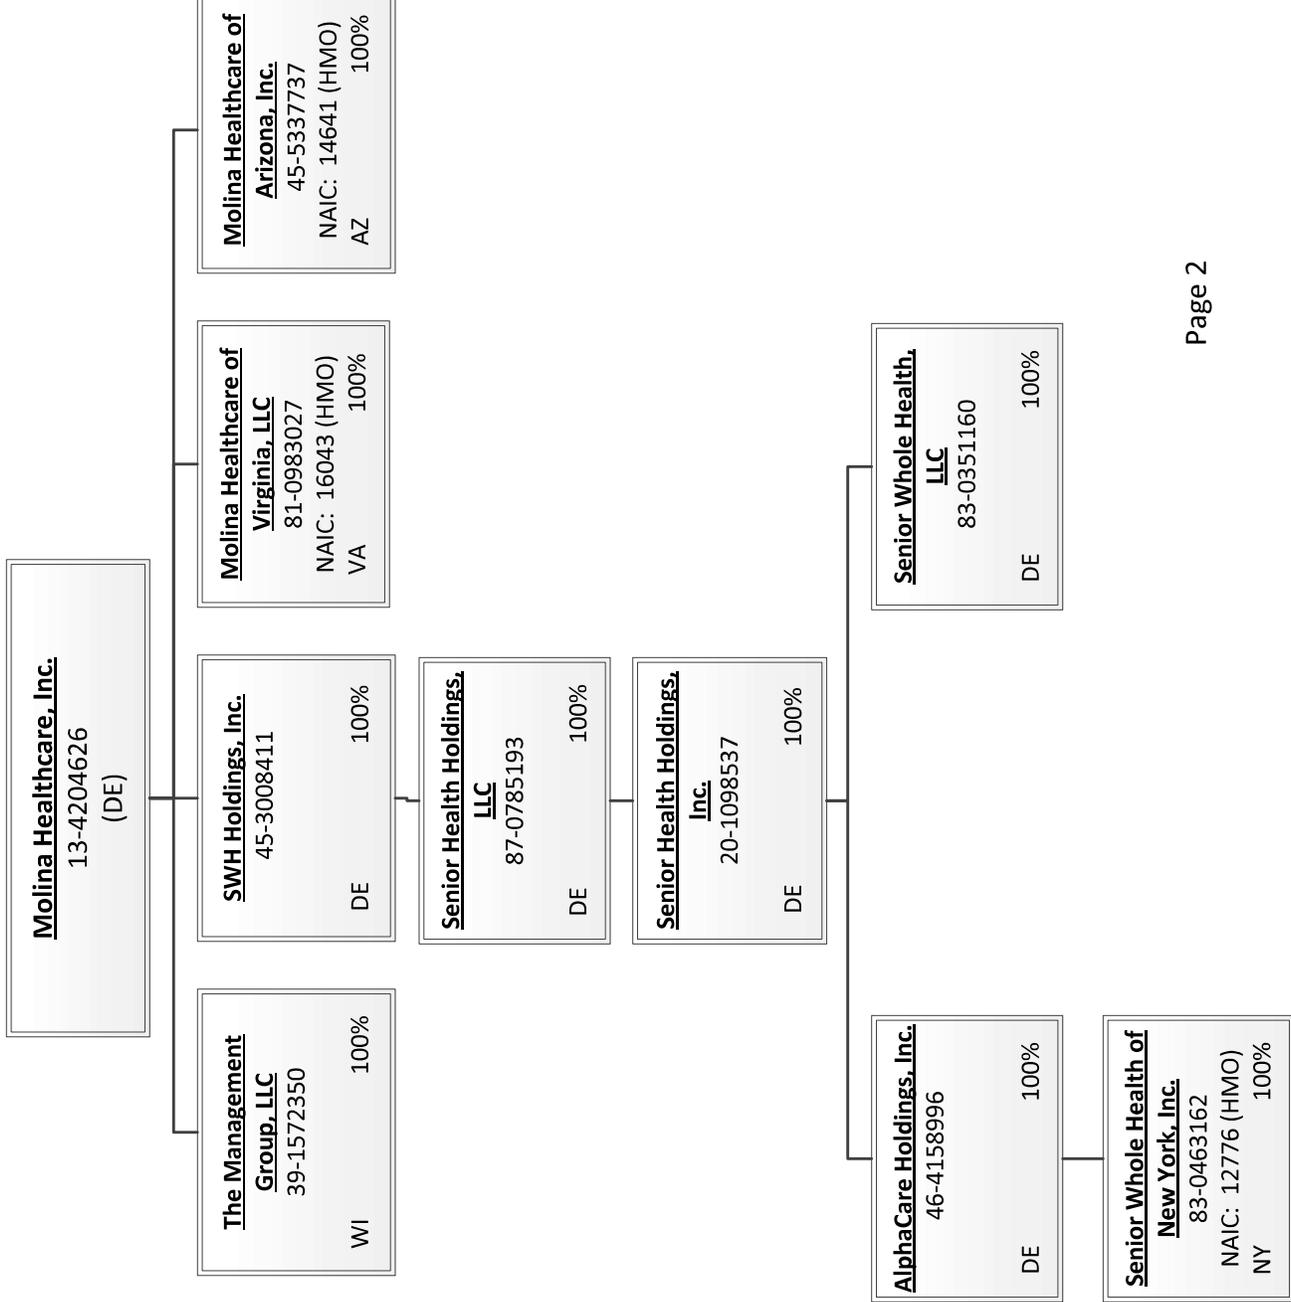 Molina Healthcare, Inc.
13-4204626
(DE)
The Management
Group, LLC
39-1572350
WI 100%
SWH Holdings, Inc.
45-3008411
DE 100%
Molina Healthcare of
Virginia, LLC
81-0983027
NAIC: 16043 (HMO)
VA 100%
Molina Healthcare of
Arizona, Inc.
45-5337737
NAIC: 14641 (HMO)
AZ 100%
Senior Health Holdings,
LLC
87-0785193
DE 100%
Senior Health Holdings,
Inc.
20-1098537
DE 100%
AlphaCare Holdings, Inc.
46-4158996
DE 100%
Senior Whole Health,
LLC
83-0351160
DE 100%
Senior Whole Health of
New York, Inc.
83-0463162
NAIC: 12776 (HMO)
NY 100%
Page 2